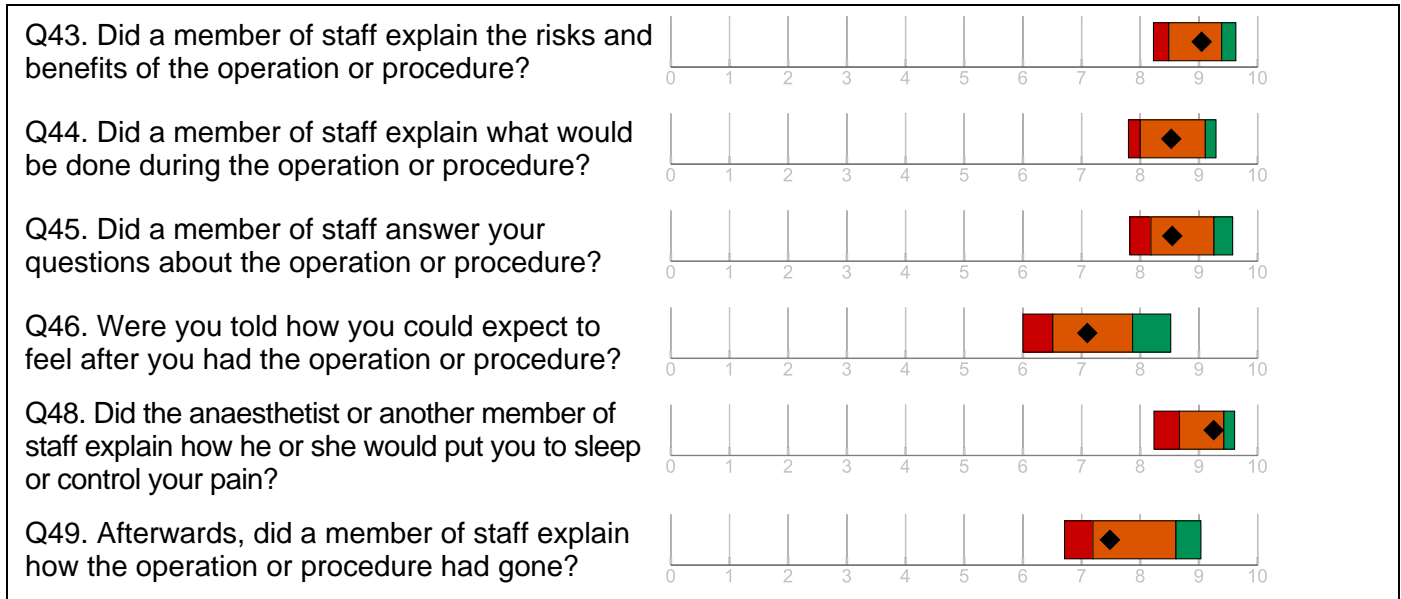 Q43. Did a member of staff explain the risks and
benefits of the operation or procedure?
0 1 2 3 4 5 6 7 8 9 10
Q44. Did a member of staff explain what would
be done during the operation or procedure?
0 1 2 3 4 5 6 7 8 9 10
Q45. Did a member of staff answer your
questions about the operation or procedure?
0 1 2 3 4 5 6 7 8 9 10
Q46. Were you told how you could expect to
feel after you had the operation or procedure?
0 1 2 3 4 5 6 7 8 9 10
Q48. Did the anaesthetist or another member of
staff explain how he or she would put you to sleep
or control your pain?
0 1 2 3 4 5 6 7 8 9 10
Q49. Afterwards, did a member of staff explain
how the operation or procedure had gone?
0 1 2 3 4 5 6 7 8 9 10